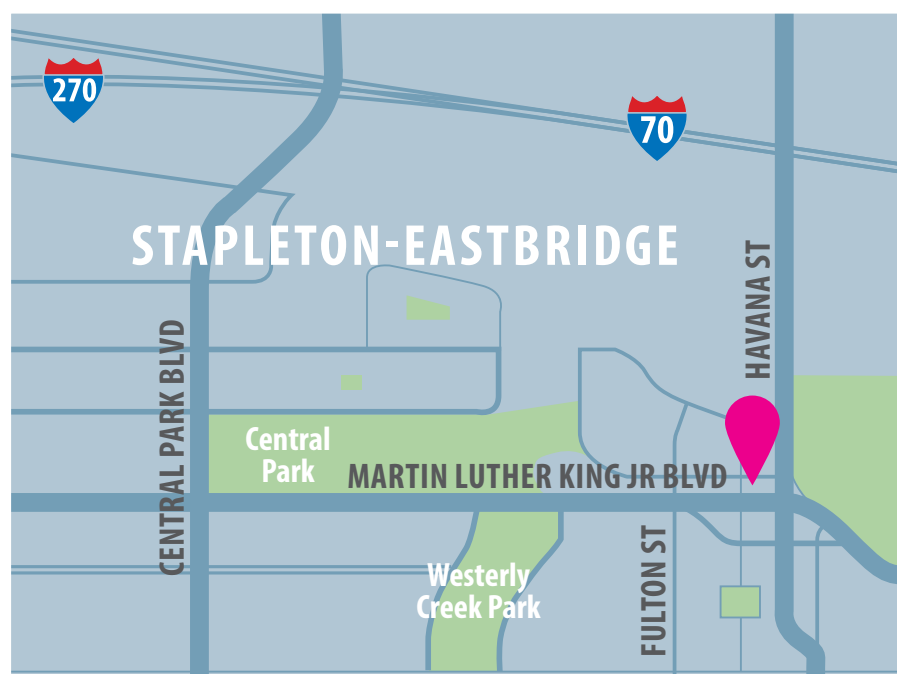 270
70
STAPLETON-EASTBRIDGE
HAVANA ST
CENTRAL PARK BLVD
Central
Park
MARTIN LUTHER KING JR BLVD
FULTON ST
Westerly
Creek Park